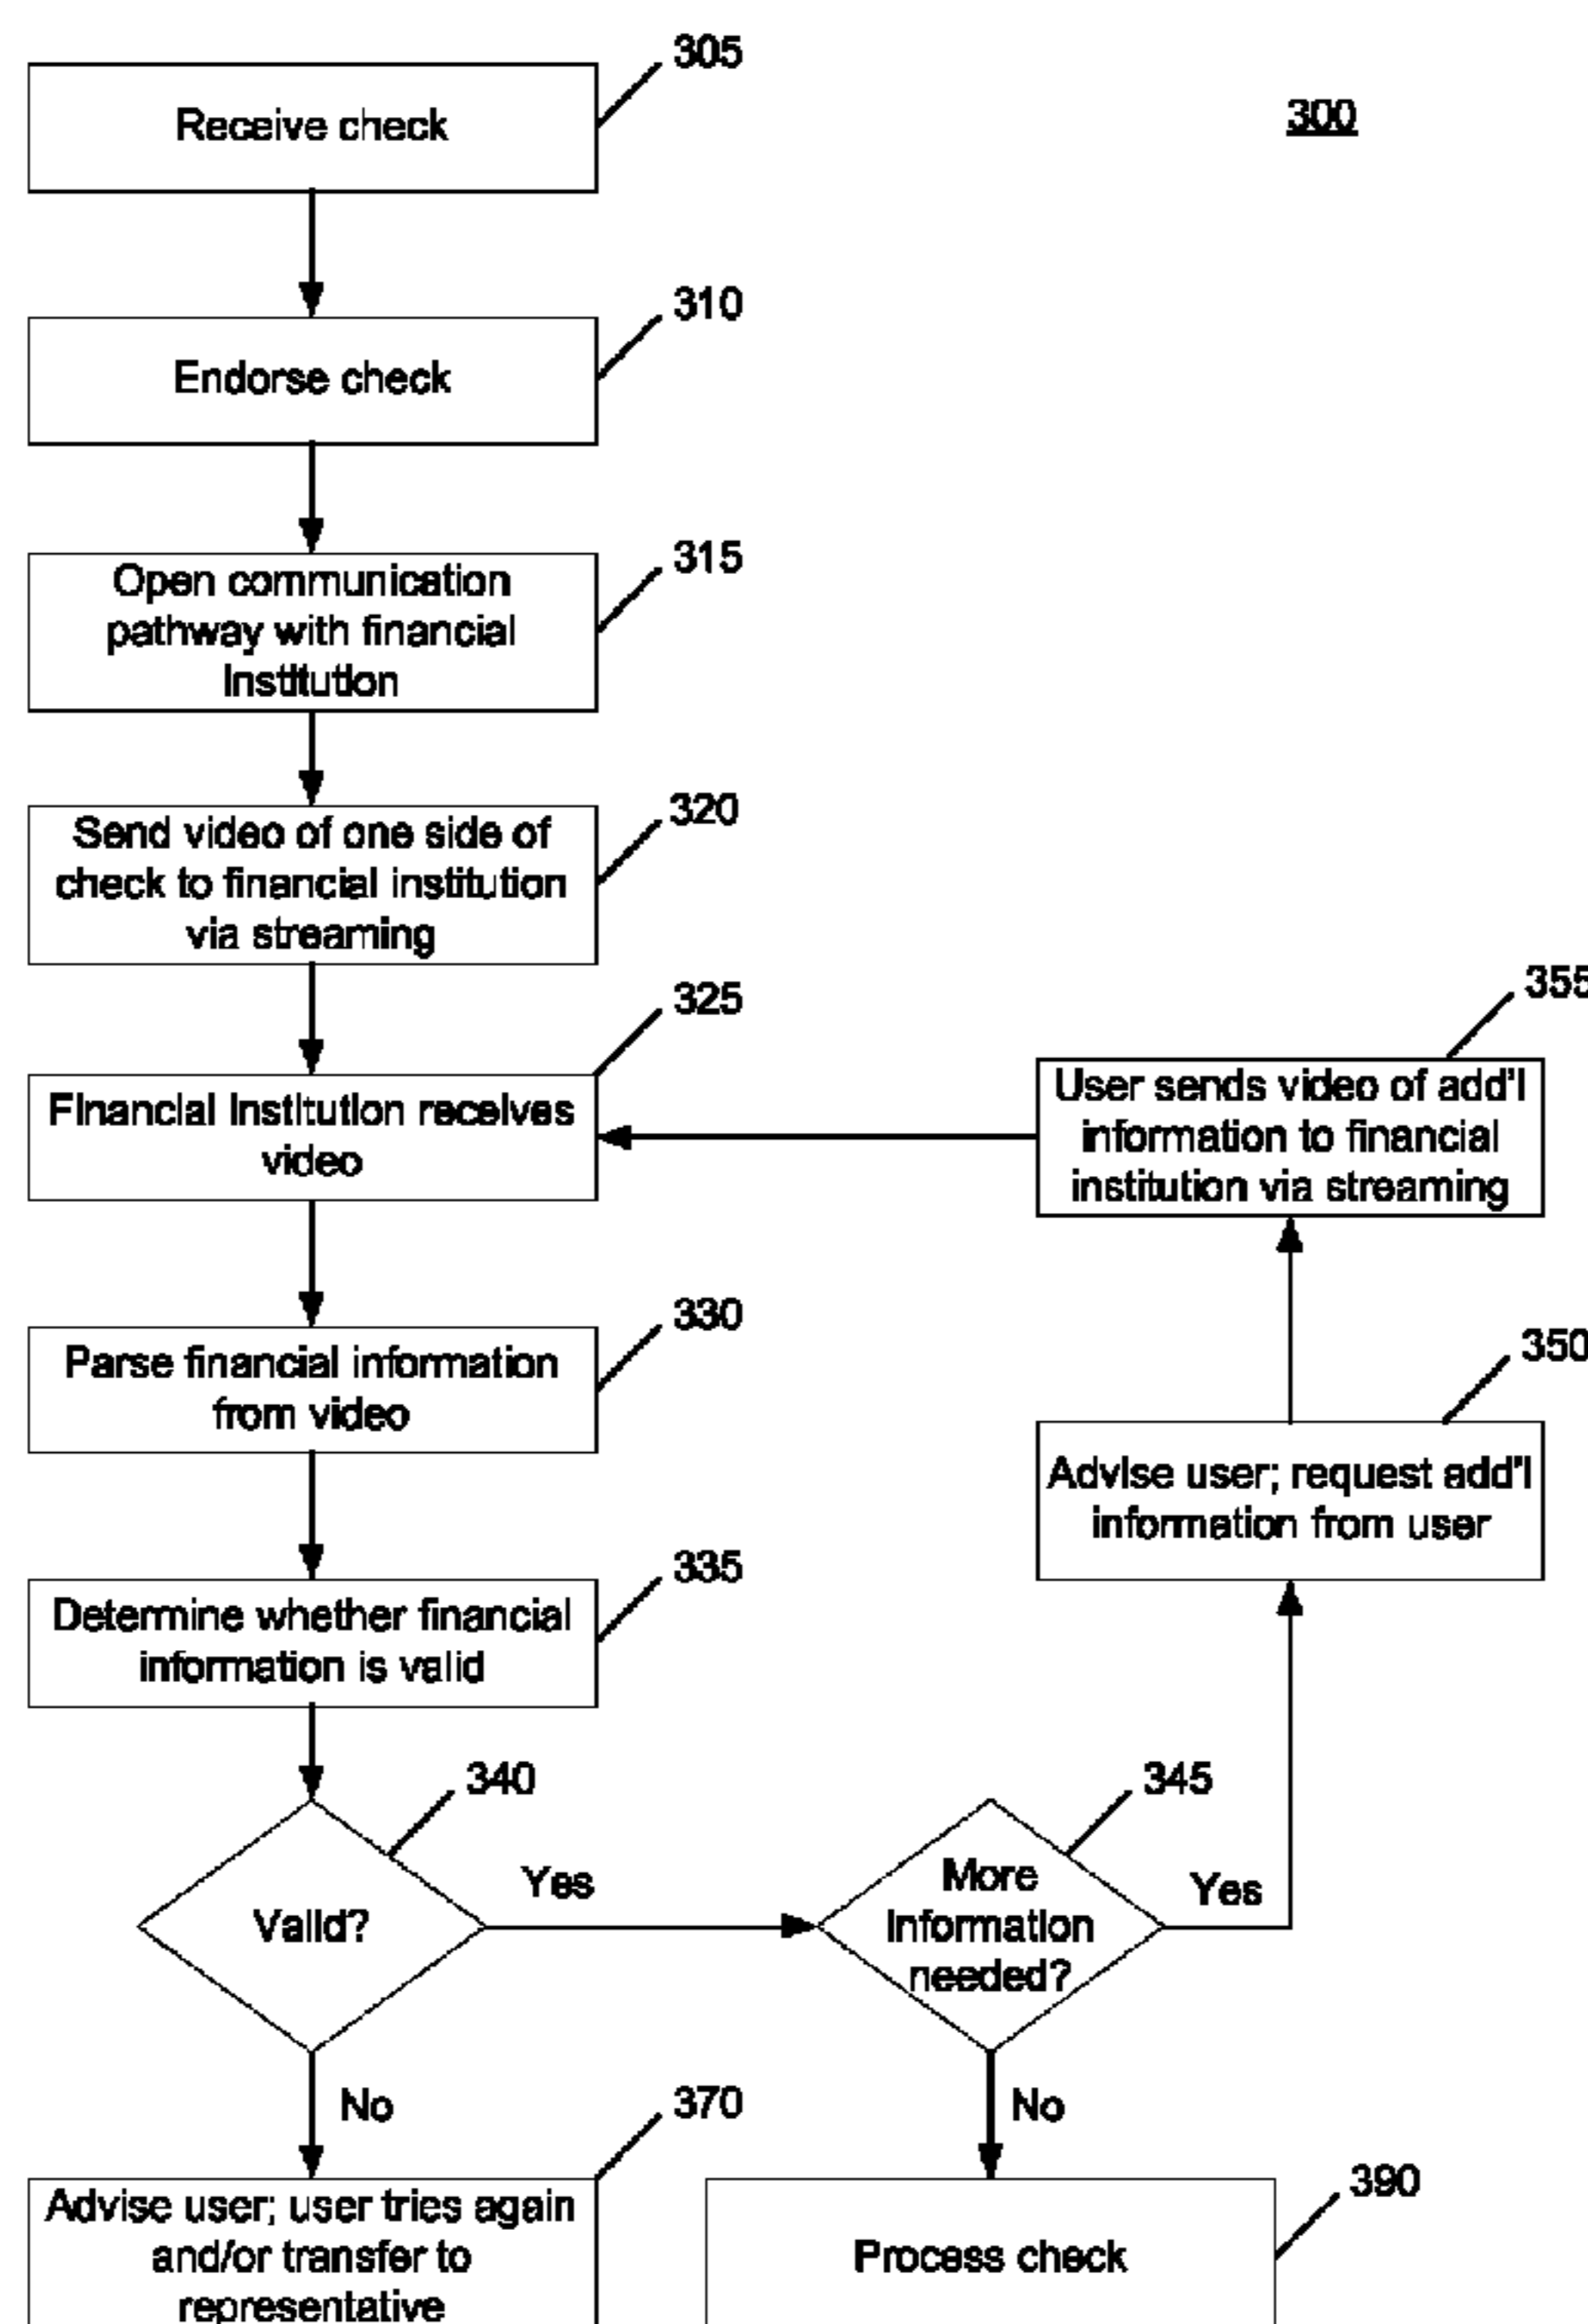 305
300
Receive check
310
Endorse check
315
Open communication
pathway with financial
institution
320
Send video of one side of
check to financial institution
via streaming
325
Financial institution receives
video
355
User sends video of add'l
information to financial
institution via streaming
330
Parse financial information
from video
350
Advise user; request add'l
information from user
335
Determine whether financial
information is valid
340
Valid?
Yes
345
More
information
needed?
Yes
No
No
370
Advise user; user tries again
and/or transfer to
representative
390
Process check